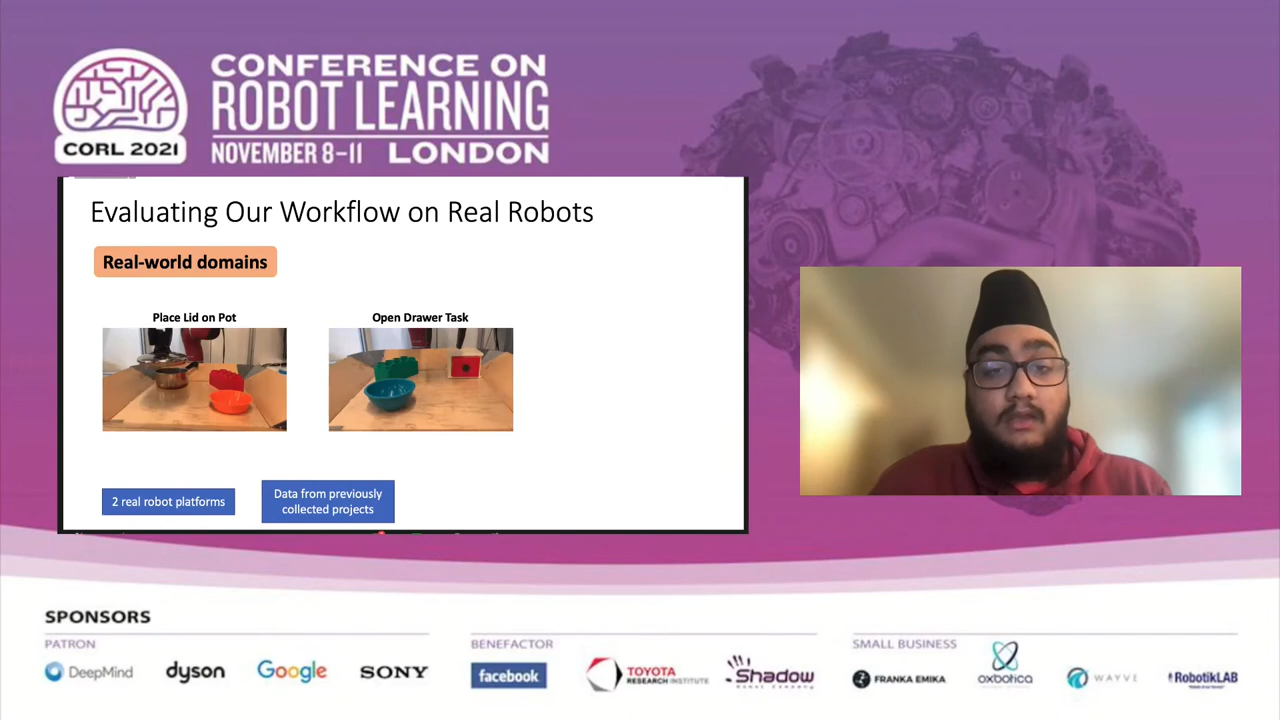 CONFERENCE ON
ROBOT LEARNING
CORL 2021
NOVEMBER 8-11 LONDON
Evaluating Our Workflow on Real Robots
Real-world domains
Place Lid on Pot
Open Drawer Task
2 real robot platforms
Data from previously
collected projects
SPONSORS
PATRON
BENEFACTOR
SMALL BUSINESS
DeepMind
dyson
Google
SONY
facebook
TOYOTA
RESEARCH INSTITUTE
Shadow
FRANKA EMIKA
oxbotica
WAYVE
RobotikLAB